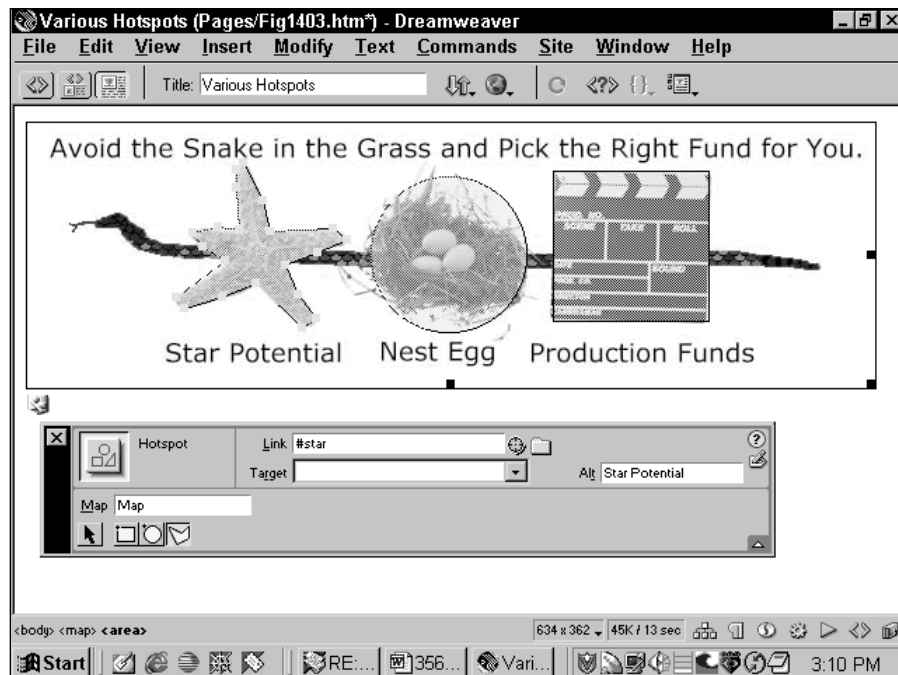 Various Hotspots (Pages/Fig1403.htm*) - Dreamweaver
File Edit View Insert Modify Text Commands Site Window Help
Title: Various Hotspots
Avoid the Snake in the Grass and Pick the Right Fund for You.
SCENE TAKE ROLL
SOUND
Star Potential Nest Egg Production Funds
Hotspot Link #star
Target Alt Star Potential
Map Map
<body> <map> <area> 634 x 362 45K / 13 sec
Start RE:... 356... Vari... 3:10 PM